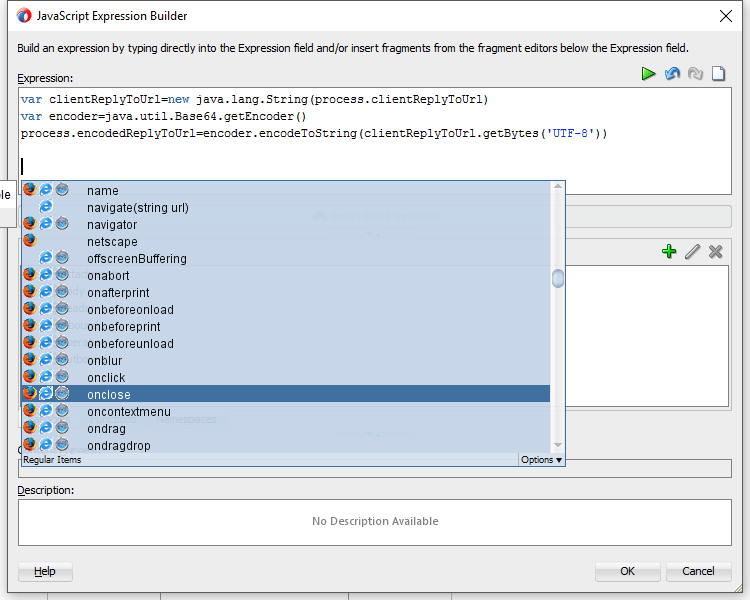 JavaScript Expression Builder
Build an expression by typing directly into the Expression field and/or insert fragments from the fragment editors below the Expression field.
Expression:
var clientReplyToUrl=new java.lang.String(process.clientReplyToUrl)
var encoder=java.util.Base64.getEncoder()
process.encodedReplyToUrl=encoder.encodeToString(clientReplyToUrl.getBytes('UTF-8'))
name
navigate(string url)
navigator
netscape
offscreenBuffering
onabort
onafterprint
onbeforeonload
onbeforeprint
onbeforeunload
onblur
onclick
onclose
oncontextmenu
ondrag
ondragdrop
Regular Items
Options
Description:
No Description Available
Help
OK
Cancel